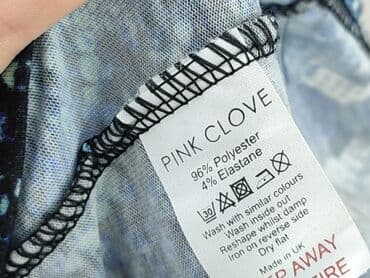 PINK CLOVE
96% Polyester
4% Elastane
30
Wash with similar colours
Wash inside out
Reshape whilst damp
Iron on reverse side
Dry flat
Made in UK
AWAY